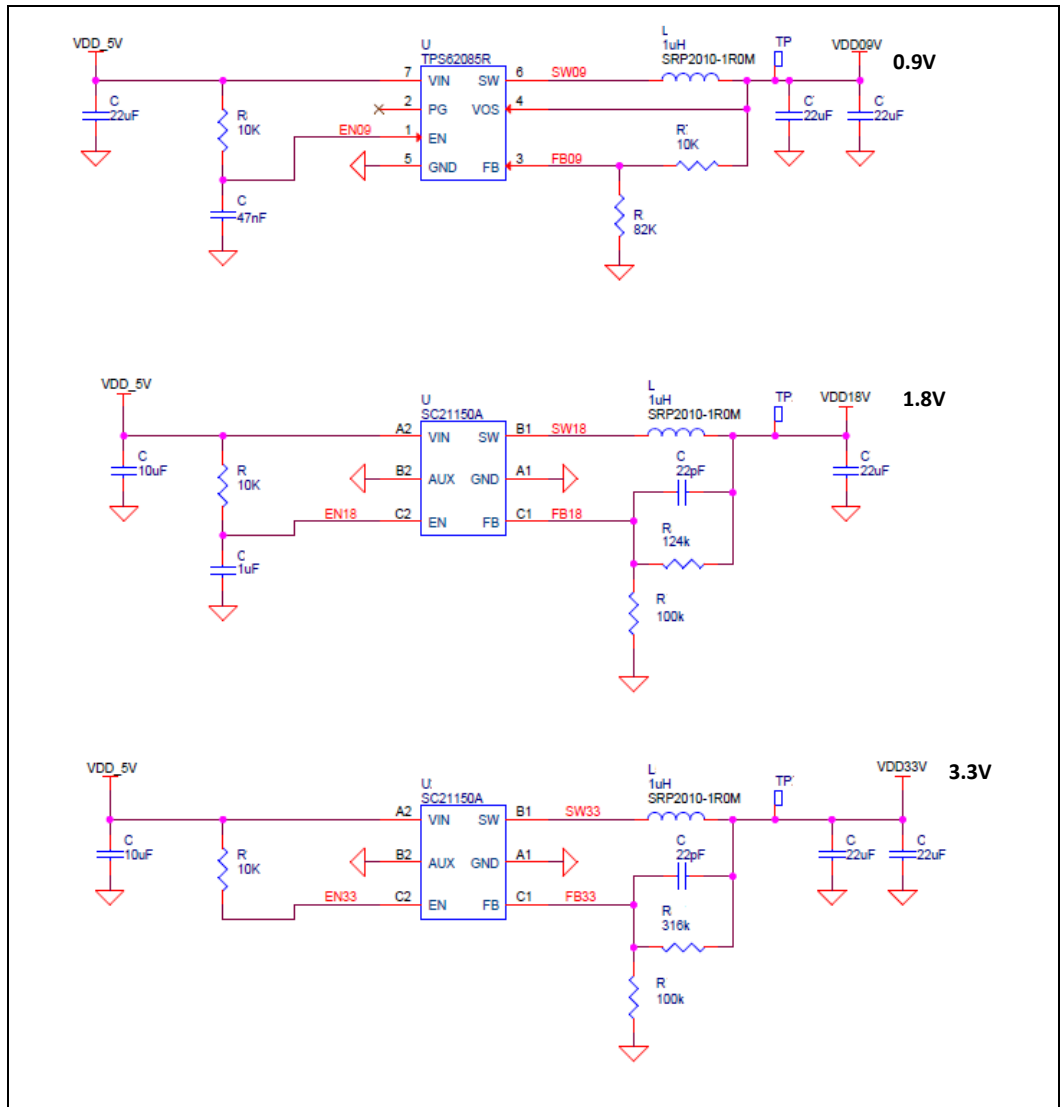 VDD_5V
C
22uF
R
10K
EN09
C
47nF
U
TPS62085R
7 VIN SW 6 SW09
2 PG VOS 4
1 EN
5 GND FB 3 FB09
L
1uH
SRP2010-1R0M
R
10K
R
82K
TP
VDD09V
0.9V
C
22uF
C
22uF
VDD_5V
C
10uF
R
10K
EN18
C
1uF
U
SC21150A
A2 VIN SW B1 SW18
B2 AUX GND A1
C2 EN FB C1 FB18
L
1uH
SRP2010-1R0M
C
22pF
R
124k
R
100k
TP
VDD18V
1.8V
C
22uF
VDD_5V
C
10uF
R
10K
EN33
U
SC21150A
A2 VIN SW B1 SW33
B2 AUX GND A1
C2 EN FB C1 FB33
L
1uH
SRP2010-1R0M
C
22pF
R
316k
R
100k
TP
VDD33V
3.3V
C
22uF
C
22uF